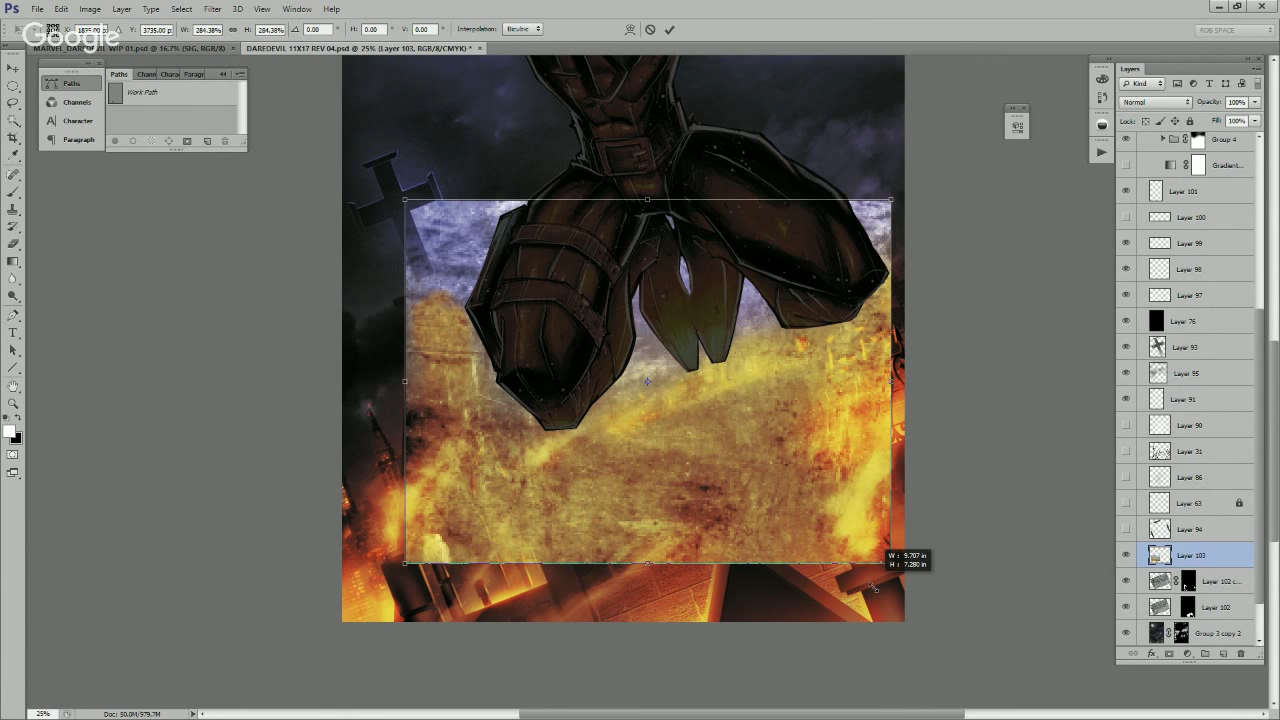 Ps File Edit Image Layer Type Select Filter 3D View Window Help
X: 1835.00 px Y: 3735.00 px W: 284.38% H: 284.38% 0.00 ° H: 0.00 ° V: 0.00 ° Interpolation: Bicubic RGB SPACE
Google
MARVEL_DAREDEVIL WIP 01.psd @ 16.7% (SIG, RGB/8) × DAREDEVIL 11X17 REV 04.psd @ 25% (Layer 103, RGB/8/CMYK) * ×
Paths
Channels
Character
Paragraph
Paths Chann Chara Paragr
Work Path
Layers
Kind
Normal Opacity: 100%
Lock: Fill: 100%
Group 4
Gradient...
Layer 101
Layer 100
Layer 99
Layer 98
Layer 97
Layer 76
Layer 93
Layer 95
Layer 91
Layer 90
Layer 31
Layer 86
Layer 63
Layer 94
Layer 103
Layer 102 c...
Layer 102
Group 3 copy 2
W: 9.707 in
H: 7.280 in
25% Doc: 50.0M/979.7M